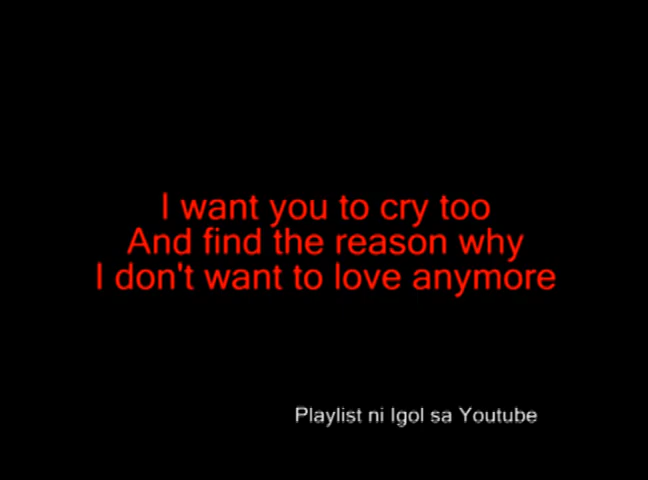 I want you to cry too
And find the reason why
I don't want to love anymore
Playlist ni Igol sa Youtube